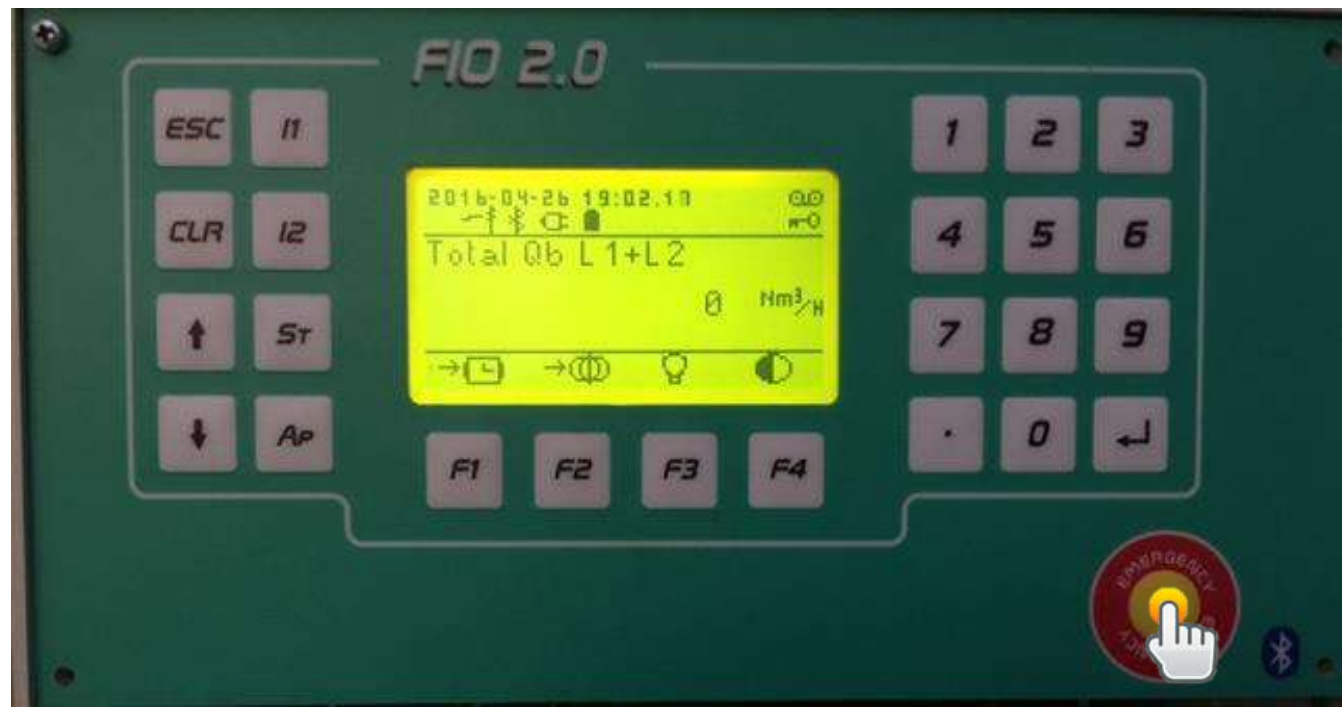 FIO 2.0
ESC I1
CLR I2
ST
AP
2016-04-26 19:02.17
Total Qb L1+L2
0 Nm³/H
F1 F2 F3 F4
1 2 3
4 5 6
7 8 9
. 0
EMERGENCY